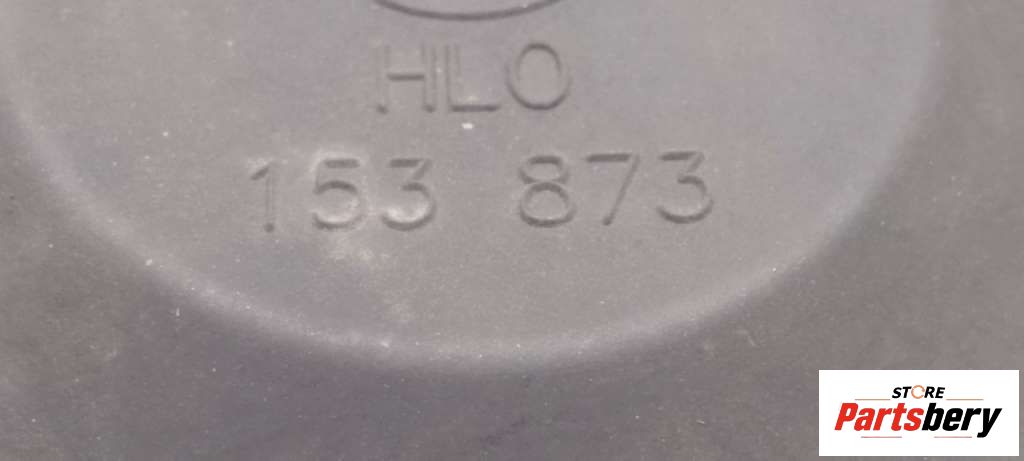 HLO
153 873
STORE
Partsbery